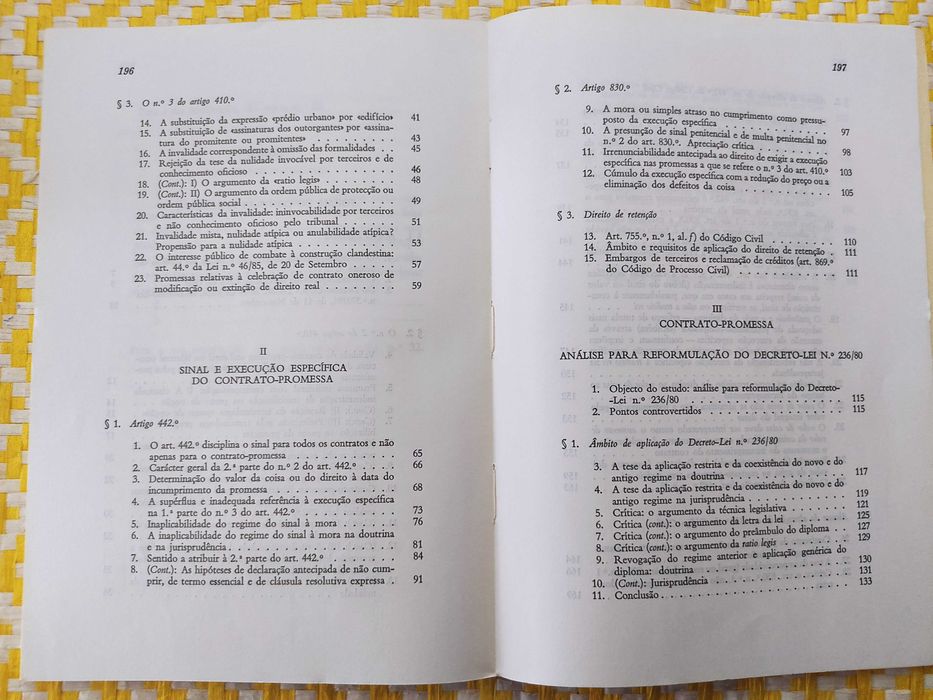 196
§ 3. O n.º 3 do artigo 410.º
14. A substituição da expressão «prédio urbano» por «edifício» 41
15. A substituição de «assinaturas dos outorgantes» por «assina-
tura do promitente ou promitentes» . . . . 43
16. A invalidade correspondente à omissão das formalidades . . 45
17. Rejeição da tese da nulidade invocável por terceiros e de
conhecimento oficioso . . . . . . . . . . 46
18. (Cont.): I) O argumento da «ratio legis» . . . . . . 48
19. (Cont.): II) O argumento da ordem pública de protecção ou
ordem pública social . . . . . . . . . . 49
20. Características da invalidade: ininvocabilidade por terceiros
e não conhecimento oficioso pelo tribunal . . . . . . 51
21. Invalidade mista, nulidade atípica ou anulabilidade atípica?
Propensão para a nulidade atípica . . . . . . . 53
22. O interesse público de combate à construção clandestina:
art. 44.º da Lei n.º 46/85, de 20 de Setembro . . . . 57
23. Promessas relativas à celebração de contrato oneroso de
modificação ou extinção de direito real . . . . . . 59
II
SINAL E EXECUÇÃO ESPECÍFICA
DO CONTRATO-PROMESSA
§ 1. Artigo 442.º
1. O art. 442.º disciplina o sinal para todos os contratos e não
apenas para o contrato-promessa . . . . . . . . 65
2. Carácter geral da 2.ª parte do n.º 2 do art. 442.º . . . . 66
3. Determinação do valor da coisa ou do direito à data do
incumprimento da promessa . . . . . . . . . 68
4. A supérflua e inadequada referência à execução específica
na 1.ª parte do n.º 3 do art. 442.º . . . . . . . 73
5. Inaplicabilidade do regime do sinal à mora . . . . . . 76
6. A inaplicabilidade do regime do sinal à mora na doutrina
e na jurisprudência . . . . . . . . . . . 81
7. Sentido a atribuir à 2.ª parte do art. 442.º . . . . . . 84
8. (Cont.): As hipóteses de declaração antecipada de não cum-
prir, de termo essencial e de cláusula resolutiva expressa . 91
197
§ 2. Artigo 830.º
9. A mora ou simples atraso no cumprimento como pressu-
posto da execução específica . . . . . . . . . 97
10. A presunção de sinal penitencial e de multa penitencial no
n.º 2 do art. 830.º. Apreciação crítica . . . . . . 98
11. Irrenunciabilidade antecipada ao direito de exigir a execução
específica nas promessas a que se refere o n.º 3 do art. 410.º 103
12. Cúmulo da execução específica com a redução do preço ou a
eliminação dos defeitos da coisa . . . . . . . . 105
§ 3. Direito de retenção
13. Art. 755.º, n.º 1, al. f) do Código Civil . . . . . . . 110
14. Âmbito e requisitos de aplicação do direito de retenção . 111
15. Embargos de terceiros e reclamação de créditos (art. 869.º
do Código de Processo Civil) . . . . . . . . . 111
III
CONTRATO-PROMESSA
ANÁLISE PARA REFORMULAÇÃO DO DECRETO-LEI N.º 236/80
1. Objecto do estudo: análise para reformulação do Decreto-
-Lei n.º 236/80 . . . . . . . . . . . . 115
2. Pontos controvertidos . . . . . . . . . . . 115
§ 1. Âmbito de aplicação do Decreto-Lei n.º 236/80
3. A tese da aplicação restrita e da coexistência do novo e do
antigo regime na doutrina . . . . . . . . . . 117
4. A tese da aplicação restrita e da coexistência do novo e do
antigo regime na jurisprudência . . . . . . . . 119
5. Crítica: o argumento da técnica legislativa . . . . . . 121
6. Crítica (cont.): o argumento da letra da lei . . . . . . 125
7. Crítica (cont.): o argumento do preâmbulo do diploma . . 127
8. Crítica (cont.): o argumento da ratio legis . . . . . . 129
9. Revogação do regime anterior e aplicação genérica do 130
diploma: doutrina . . . . . . . . . . . . 131
10. (Cont.): Jurisprudência . . . . . . . . . . 133
11. Conclusão . . . . . . . . . . . . . .